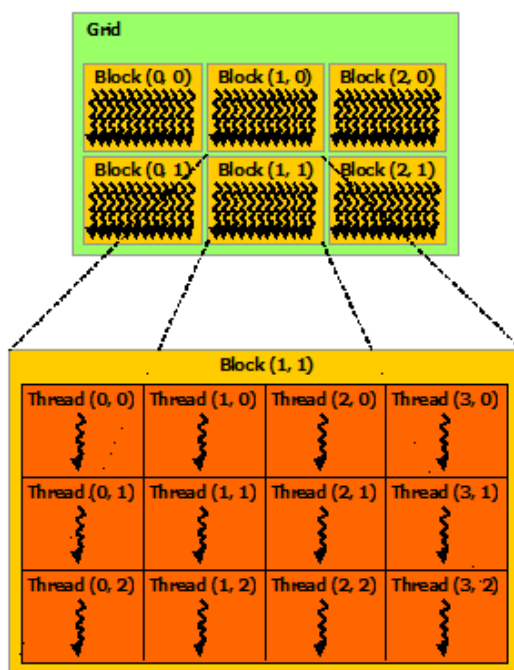 Grid
Block (0, 0) Block (1, 0) Block (2, 0)
Block (0, 1) Block (1, 1) Block (2, 1)
Block (1, 1)
Thread (0, 0) Thread (1, 0) Thread (2, 0) Thread (3, 0)
Thread (0, 1) Thread (1, 1) Thread (2, 1) Thread (3, 1)
Thread (0, 2) Thread (1, 2) Thread (2, 2) Thread (3, 2)